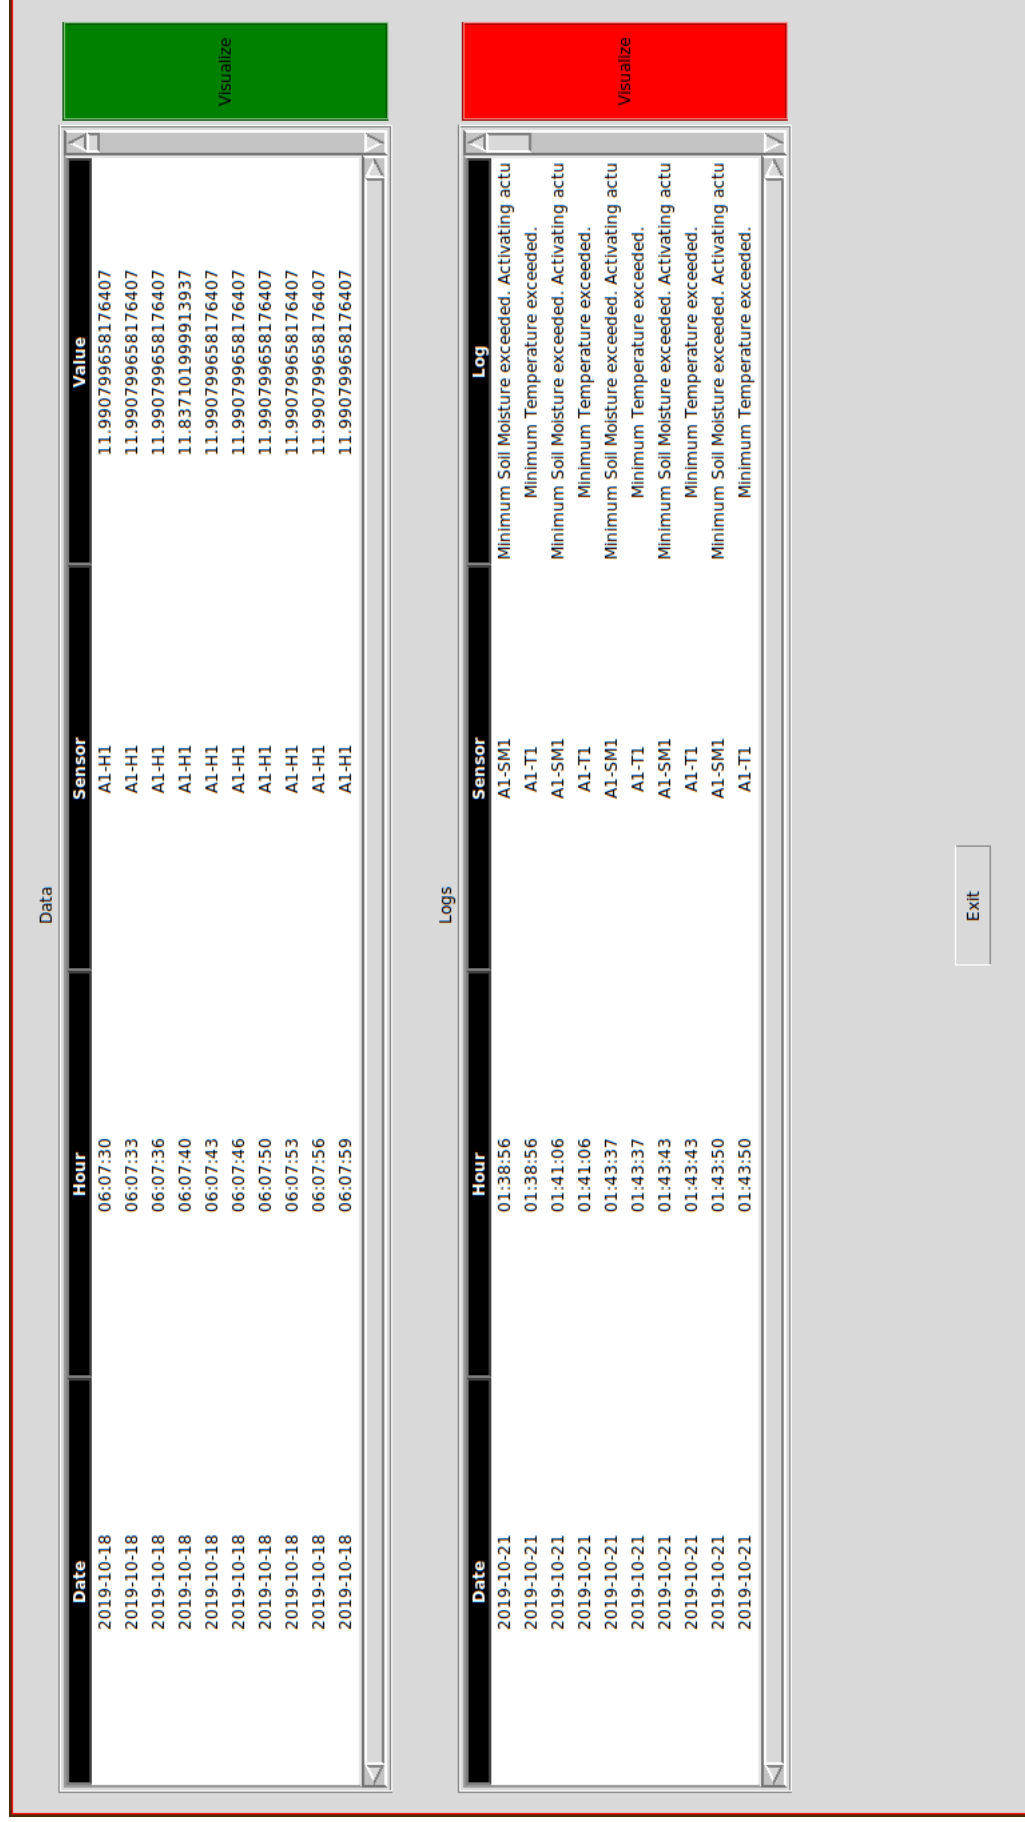 Data
Date Hour Sensor Value
2019-10-18 06:07:30 A1-H1 11.990799658176407
2019-10-18 06:07:33 A1-H1 11.990799658176407
2019-10-18 06:07:36 A1-H1 11.990799658176407
2019-10-18 06:07:40 A1-H1 11.837101999913937
2019-10-18 06:07:43 A1-H1 11.990799658176407
2019-10-18 06:07:46 A1-H1 11.990799658176407
2019-10-18 06:07:50 A1-H1 11.990799658176407
2019-10-18 06:07:53 A1-H1 11.990799658176407
2019-10-18 06:07:56 A1-H1 11.990799658176407
2019-10-18 06:07:59 A1-H1 11.990799658176407
Visualize
Logs
Date Hour Sensor Log
2019-10-21 01:38:56 A1-SM1 Minimum Soil Moisture exceeded. Activating actu
2019-10-21 01:38:56 A1-T1 Minimum Temperature exceeded.
2019-10-21 01:41:06 A1-SM1 Minimum Soil Moisture exceeded. Activating actu
2019-10-21 01:41:06 A1-T1 Minimum Temperature exceeded.
2019-10-21 01:43:37 A1-SM1 Minimum Soil Moisture exceeded. Activating actu
2019-10-21 01:43:37 A1-T1 Minimum Temperature exceeded.
2019-10-21 01:43:43 A1-SM1 Minimum Soil Moisture exceeded. Activating actu
2019-10-21 01:43:43 A1-T1 Minimum Temperature exceeded.
2019-10-21 01:43:50 A1-SM1 Minimum Soil Moisture exceeded. Activating actu
2019-10-21 01:43:50 A1-T1 Minimum Temperature exceeded.
Visualize
Exit